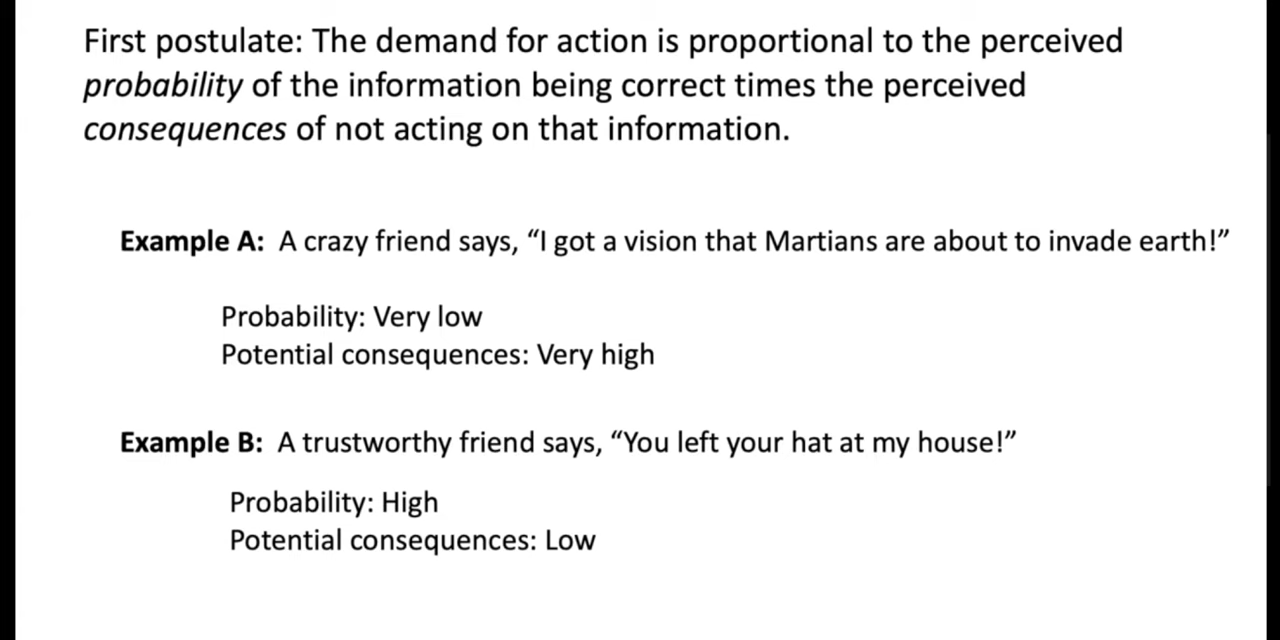 First postulate: The demand for action is proportional to the perceived
probability of the information being correct times the perceived
consequences of not acting on that information.
Example A: A crazy friend says, “I got a vision that Martians are about to invade earth!”
Probability: Very low
Potential consequences: Very high
Example B: A trustworthy friend says, “You left your hat at my house!”
Probability: High
Potential consequences: Low